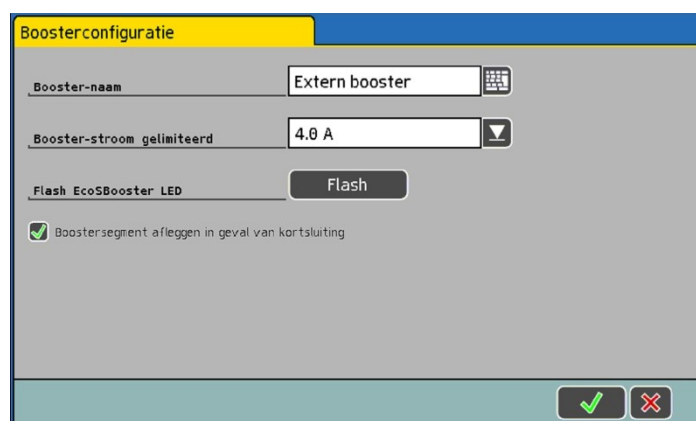 Boosterconfiguratie
Booster-naam
Extern booster
Booster-stroom gelimiteerd
4.0 A
Flash EcoSBooster LED
Flash
Boostersegment afleggen in geval van kortsluiting